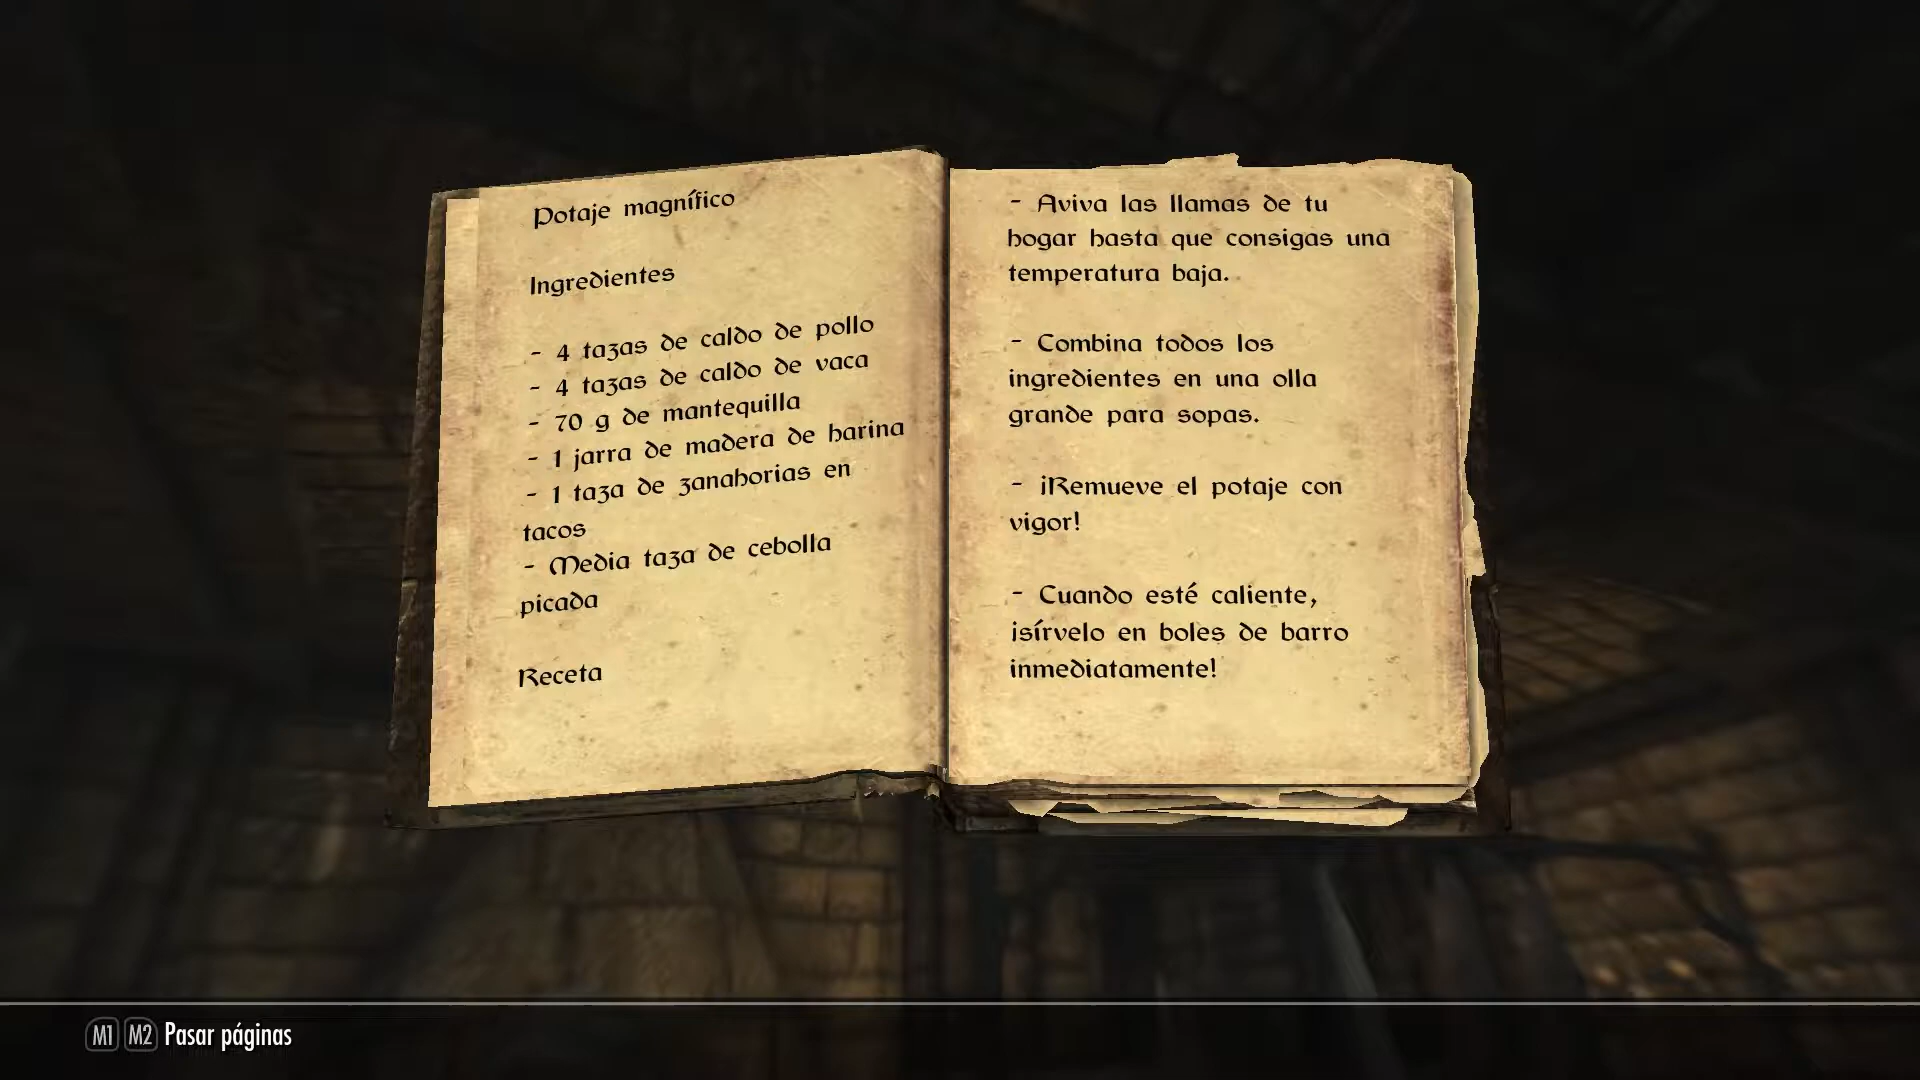 Potaje magnífico
Ingredientes
- 4 tazas de caldo de pollo
- 4 tazas de caldo de vaca
- 70 g de mantequilla
- 1 jarra de madera de harina
- 1 taza de zanahorias en
tacos
- Media taza de cebolla
picada
Receta
- Aviva las llamas de tu
hogar hasta que consigas una
temperatura baja.
- Combina todos los
ingredientes en una olla
grande para sopas.
- ¡Remueve el potaje con
vigor!
- Cuando esté caliente,
¡sírvelo en boles de barro
inmediatamente!
M1 M2 Pasar páginas